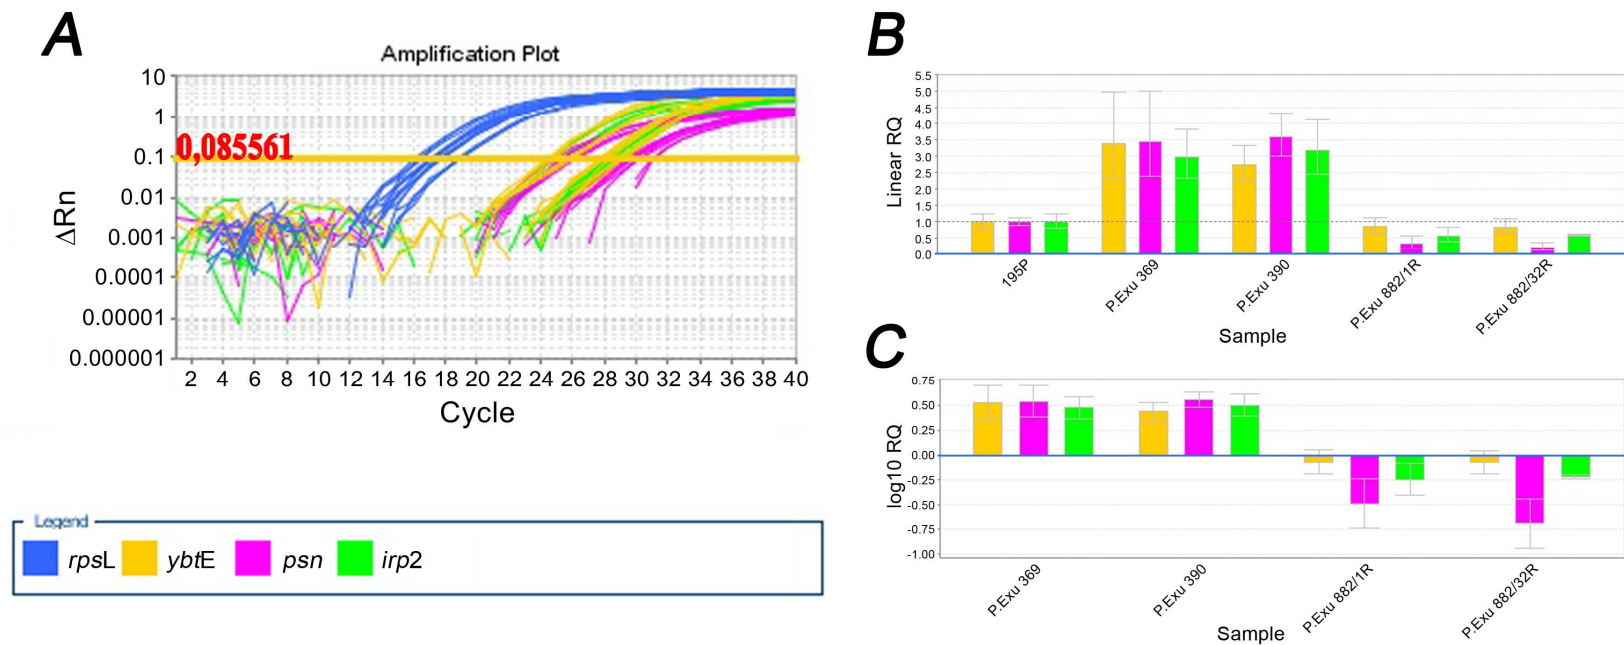 A
Amplification Plot
10
1
0.1
0.01
0.001
0.0001
0.00001
0.000001
0,085561
ΔRn
2 4 6 8 10 12 14 16 18 20 22 24 26 28 30 32 34 36 38 40
Cycle
Legend
rpsL ybtE psn irp2
B
5.5
5.0
4.5
4.0
3.5
3.0
2.5
2.0
1.5
1.0
0.5
0.0
Linear RQ
195P P.Exu 369 P.Exu 390 P.Exu 882/1R P.Exu 882/32R
Sample
C
0.75
0.50
0.25
0.00
-0.25
-0.50
-0.75
-1.00
log10 RQ
P.Exu 369 P.Exu 390 P.Exu 882/1R P.Exu 882/32R
Sample